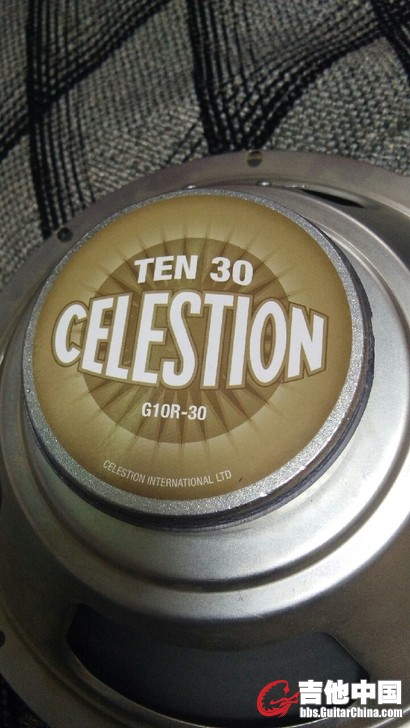 TEN 30
CELESTION
G10R-30
CELESTION INTERNATIONAL LTD
吉他中国
bbs.GuitarChina.com